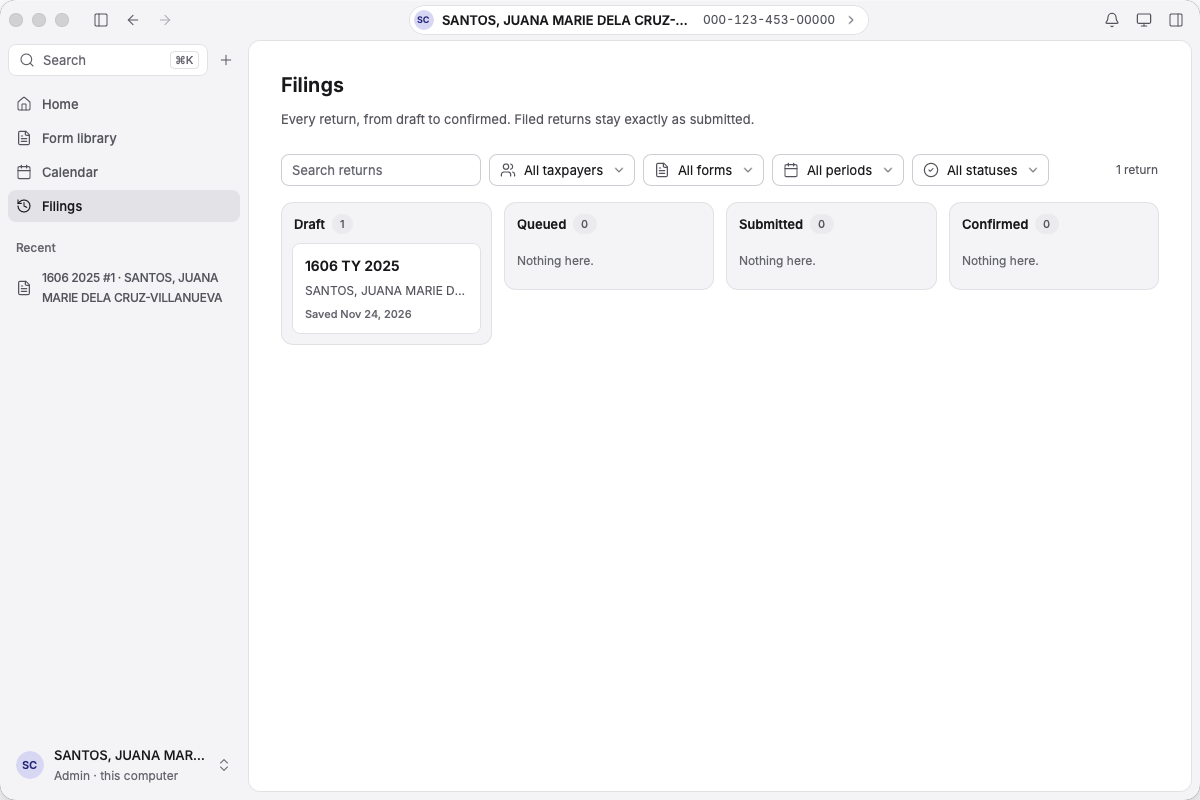 SC SANTOS, JUANA MARIE DELA CRUZ-... 000-123-453-00000
Search ⌘K
Home
Form library
Calendar
Filings
Recent
1606 2025 #1 · SANTOS, JUANA
MARIE DELA CRUZ-VILLANUEVA
Filings
Every return, from draft to confirmed. Filed returns stay exactly as submitted.
Search returns All taxpayers All forms All periods All statuses 1 return
Draft 1
1606 TY 2025
SANTOS, JUANA MARIE D...
Saved Nov 24, 2026
Queued 0
Nothing here.
Submitted 0
Nothing here.
Confirmed 0
Nothing here.
SC SANTOS, JUANA MAR...
Admin · this computer